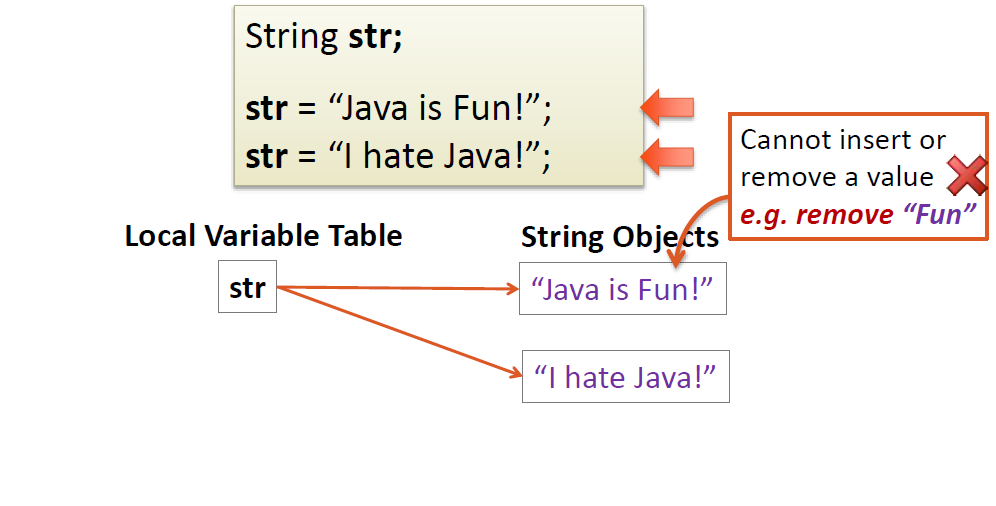 String str;
str = “Java is Fun!”;
str = “I hate Java!”;
Cannot insert or
remove a value
e.g. remove “Fun”
Local Variable Table
String Objects
str
“Java is Fun!”
“I hate Java!”